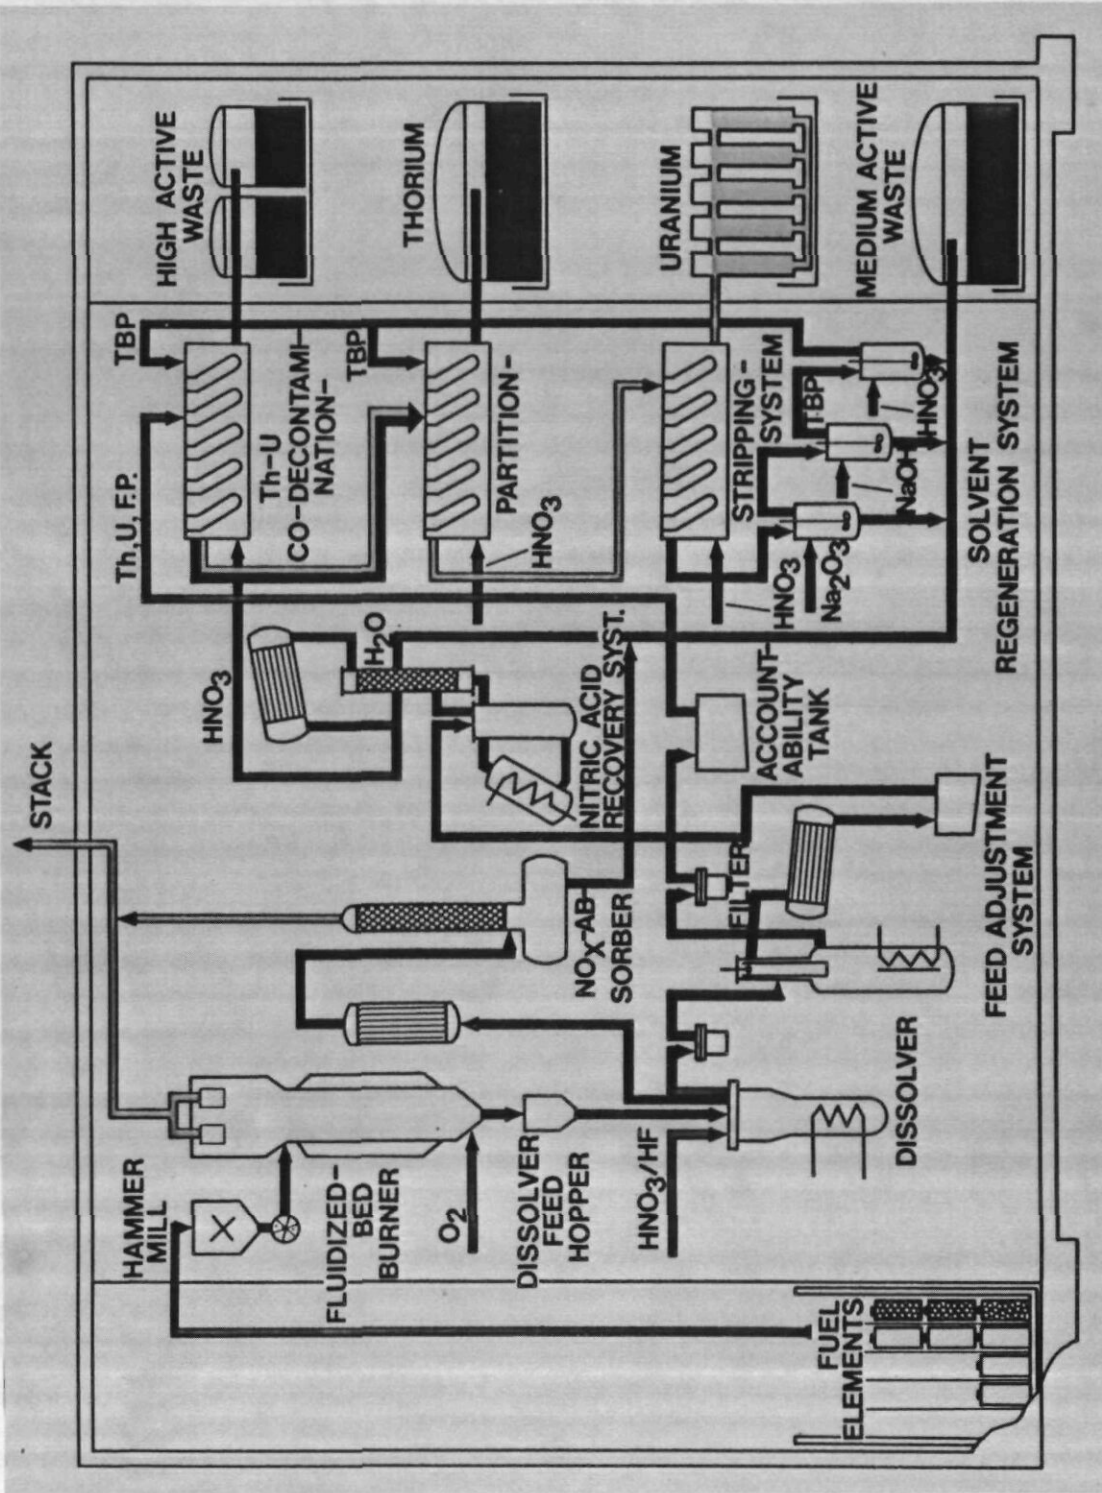 STACK
HAMMER
MILL
HNO3
Th,U,F.P.
TBP
HIGH ACTIVE
WASTE
FLUIDIZED-
BED
BURNER
H2O
Th-U
CO-DECONTAMI-
NATION-
TBP
THORIUM
O2
DISSOLVER
FEED
HOPPER
NOX-AB-
SORBER
NITRIC ACID
RECOVERY SYST.
HNO3
PARTITION-
HNO3/HF
FILTER
ACCOUNT-
ABILITY
TANK
HNO3
Na2O3
STRIPPING-
SYSTEM
TBP
URANIUM
FUEL
ELEMENTS
DISSOLVER
FEED ADJUSTMENT
SYSTEM
NaOH
HNO3
SOLVENT
REGENERATION SYSTEM
MEDIUM ACTIVE
WASTE